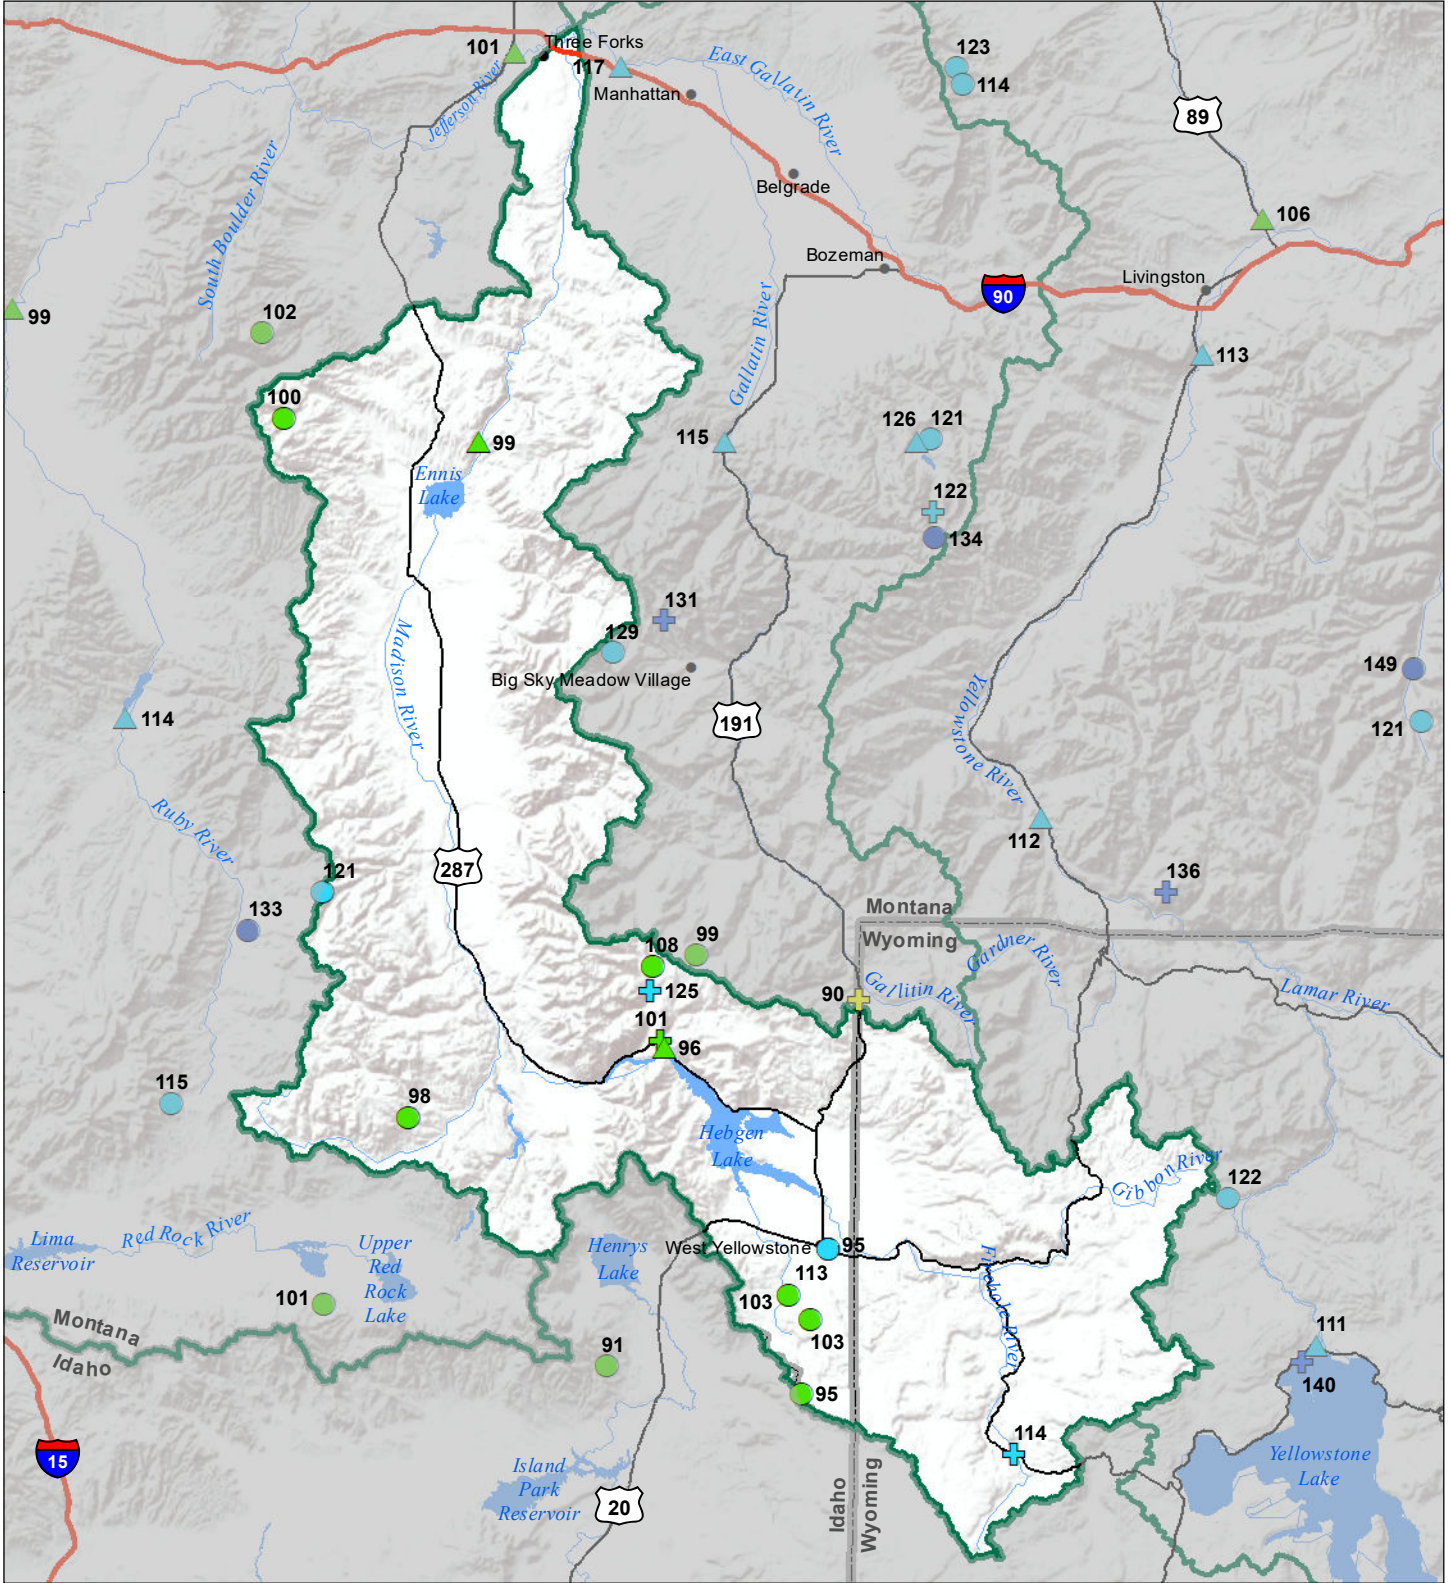 101
Three Forks
117
Manhattan
Jefferson River
East Gallatin River
123
114
89
South Boulder River
Belgrade
106
Bozeman
Livingston
90
99
102
Gallatin River
113
100
99
115
126
121
Ennis
Lake
122
134
131
129
Big Sky Meadow Village
Madison River
149
114
191
Yellowstone River
121
Ruby River
112
287
121
136
133
Montana
Wyoming
108
99
Gardner River
125
90
Gallitin River
Lamar River
101
96
115
98
Hebgen
Lake
Gibbon River
122
Lima
Reservoir
Red Rock River
Upper
Red
Rock
Lake
Henrys
Lake
West Yellowstone
95
Firehole River
113
101
103
103
Montana
Idaho
91
111
140
95
114
15
Island
Park
Reservoir
20
Idaho
Wyoming
Yellowstone
Lake